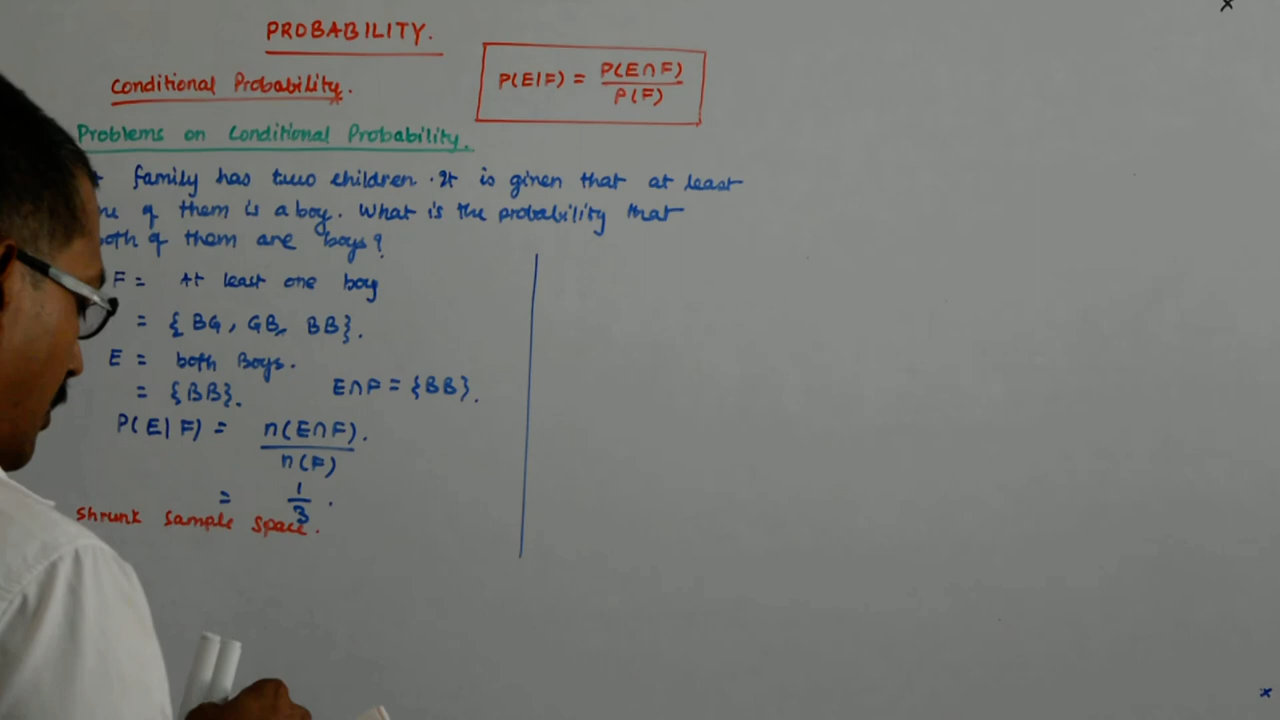 PROBABILITY.
Conditional Probability.
P(E|F) = P(E∩F) / P(F)
Problems on Conditional Probability.
family has two children. It is given that at least
of them is a boy. What is the probability that
of them are boys?
F = At least one boy
= { BG, GB, BB}.
E = both Boys.
= {BB}. E∩F = {BB}.
P(E|F) = n(E∩F). / n(F)
= 1/3.
Shrunk Sample space.